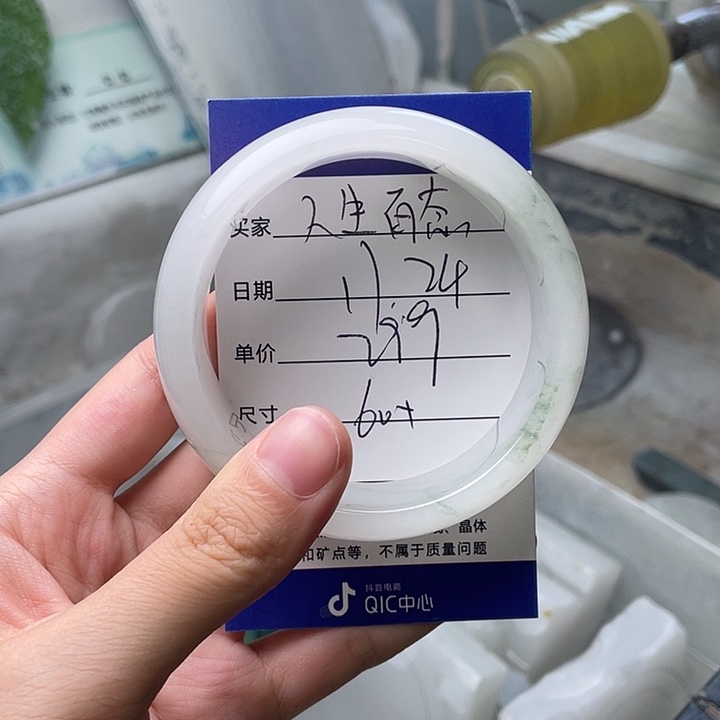 买家 人生百态
日期 11.24
单价 299
尺寸 60+
晶体
和矿点等，不属于质量问题
抖音电商
QIC中心